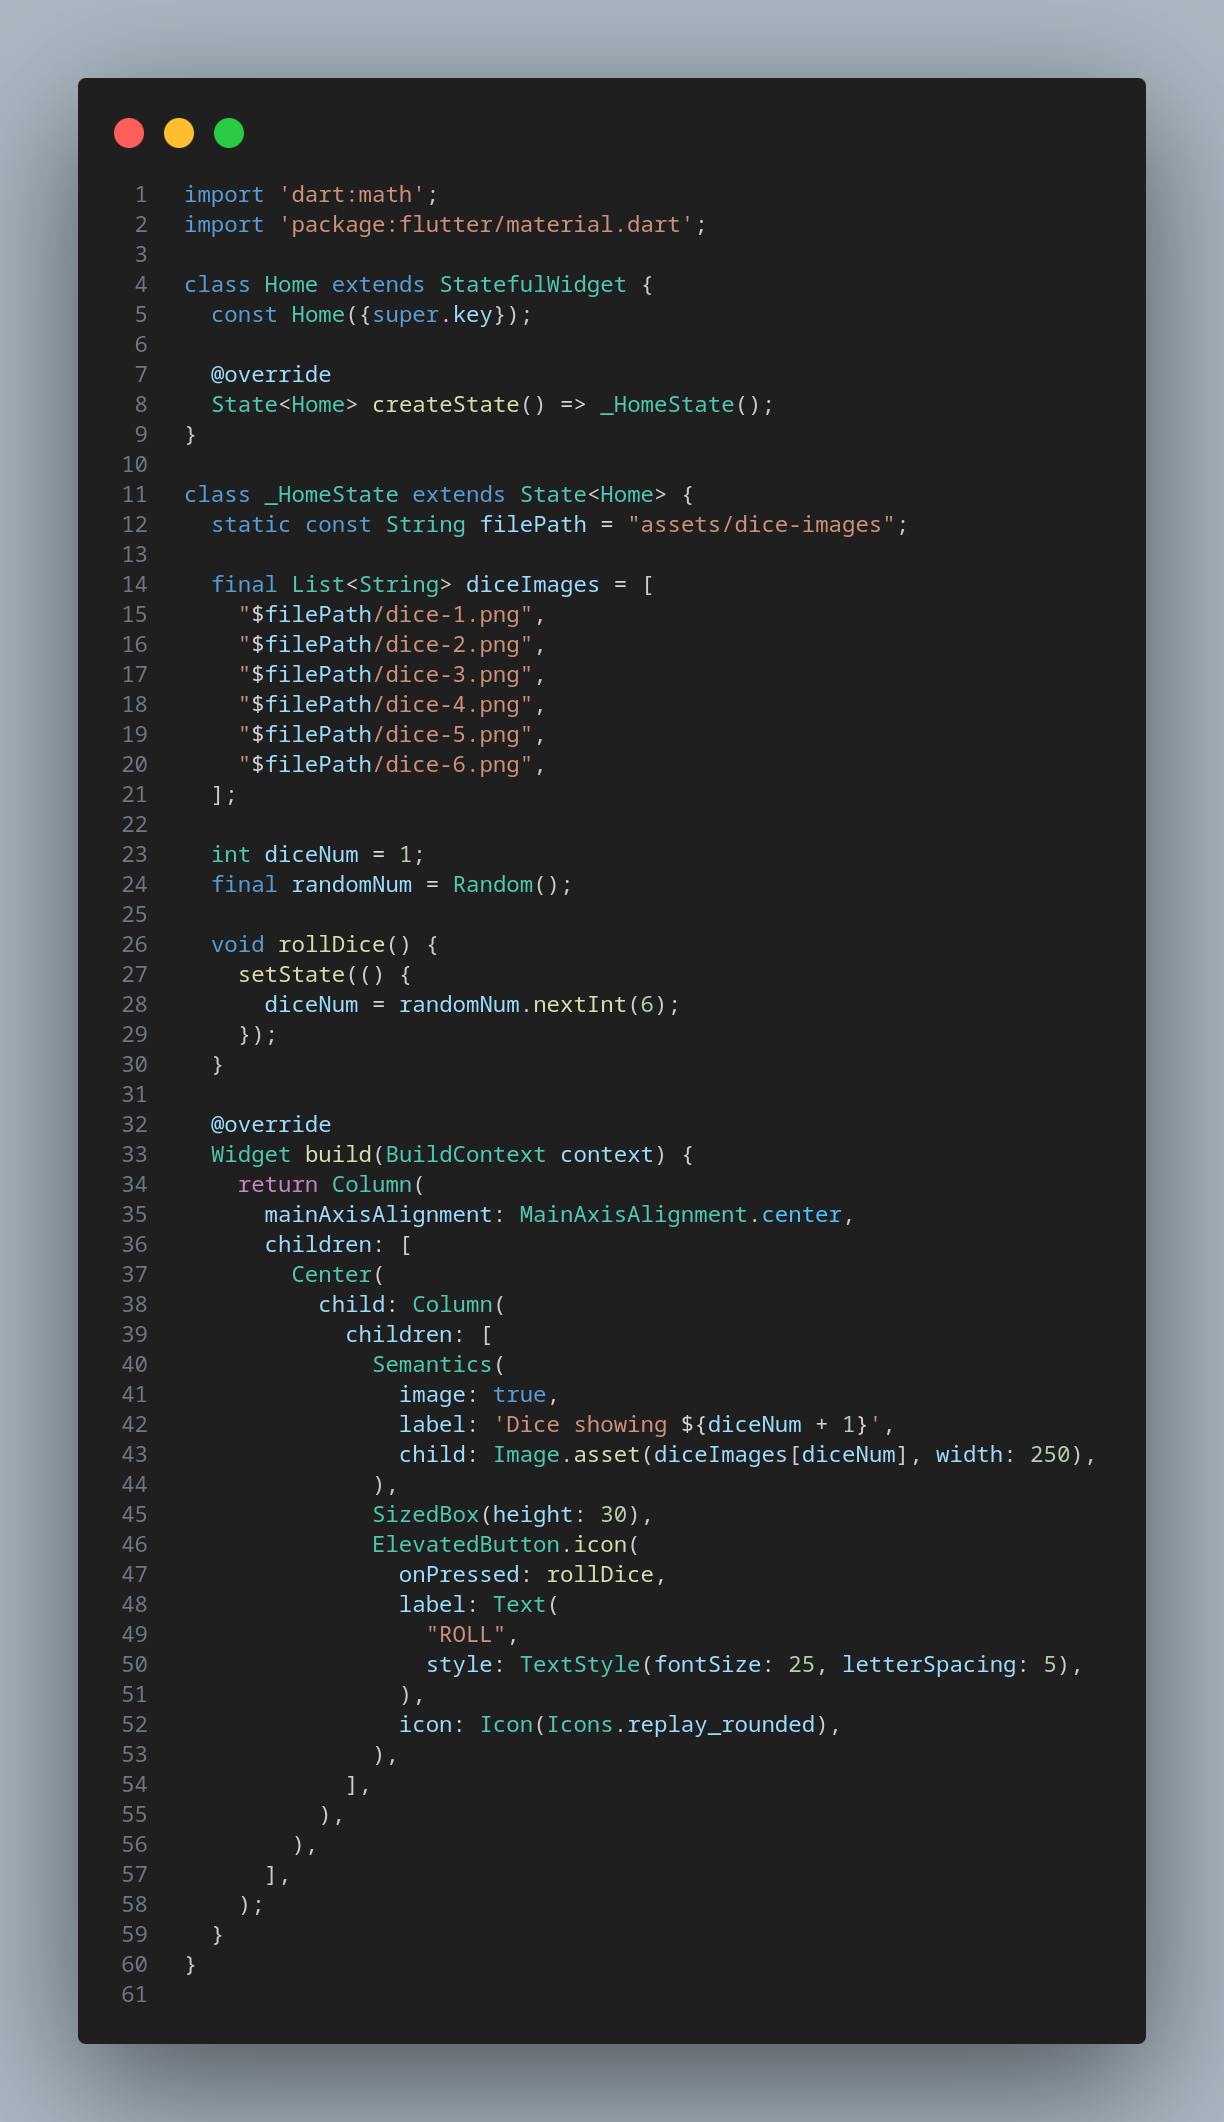 1 import 'dart:math';
2 import 'package:flutter/material.dart';
3
4 class Home extends StatefulWidget {
5   const Home({super.key});
6
7   @override
8   State<Home> createState() => _HomeState();
9 }
10
11 class _HomeState extends State<Home> {
12   static const String filePath = "assets/dice-images";
13
14   final List<String> diceImages = [
15     "$filePath/dice-1.png",
16     "$filePath/dice-2.png",
17     "$filePath/dice-3.png",
18     "$filePath/dice-4.png",
19     "$filePath/dice-5.png",
20     "$filePath/dice-6.png",
21   ];
22
23   int diceNum = 1;
24   final randomNum = Random();
25
26   void rollDice() {
27     setState(() {
28       diceNum = randomNum.nextInt(6);
29     });
30   }
31
32   @override
33   Widget build(BuildContext context) {
34     return Column(
35       mainAxisAlignment: MainAxisAlignment.center,
36       children: [
37         Center(
38           child: Column(
39             children: [
40               Semantics(
41                 image: true,
42                 label: 'Dice showing ${diceNum + 1}',
43                 child: Image.asset(diceImages[diceNum], width: 250),
44               ),
45               SizedBox(height: 30),
46               ElevatedButton.icon(
47                 onPressed: rollDice,
48                 label: Text(
49                   "ROLL",
50                   style: TextStyle(fontSize: 25, letterSpacing: 5),
51                 ),
52                 icon: Icon(Icons.replay_rounded),
53               ),
54             ],
55           ),
56         ),
57       ],
58     );
59   }
60 }
61